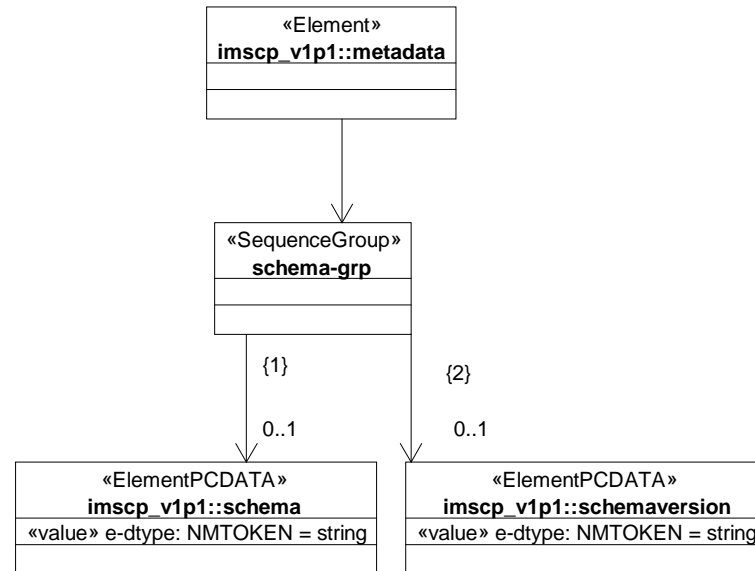 «Element»
imscp_v1p1::metadata
«SequenceGroup»
schema-grp
{1}
{2}
0..1
0..1
«ElementPCDATA»
imscp_v1p1::schema
«value» e-dtype: NMTOKEN = string
«ElementPCDATA»
imscp_v1p1::schemaversion
«value» e-dtype: NMTOKEN = string